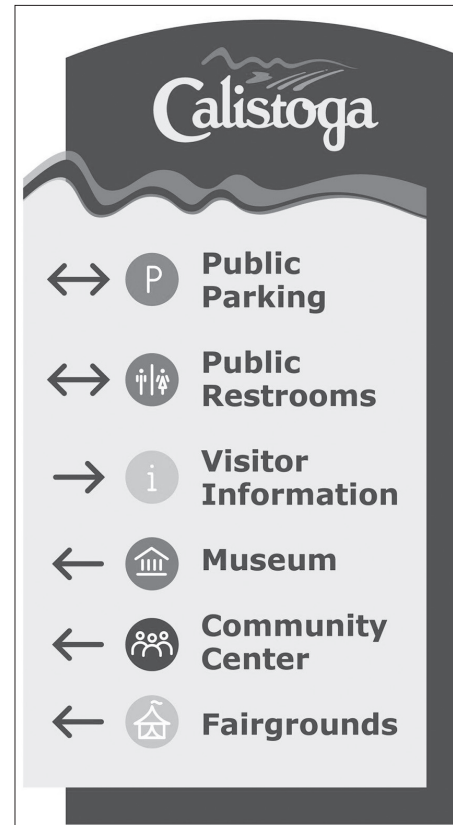 Calistoga
P
Public
Parking
Public
Restrooms
i
Visitor
Information
Museum
Community
Center
Fairgrounds